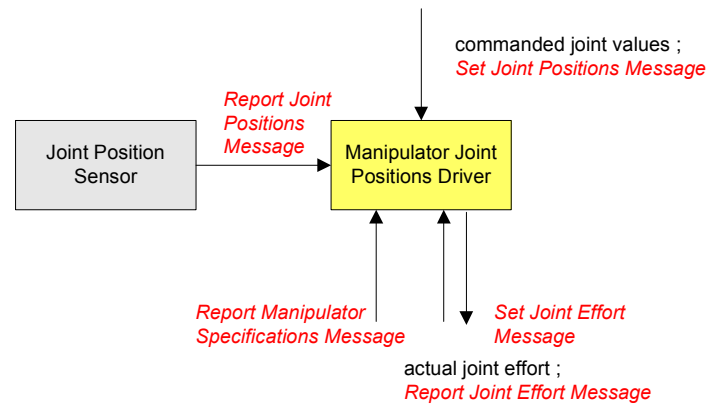 commanded joint values ;
Set Joint Positions Message
Report Joint
Positions
Message
Joint Position
Sensor
Manipulator Joint
Positions Driver
Report Manipulator
Specifications Message
Set Joint Effort
Message
actual joint effort ;
Report Joint Effort Message